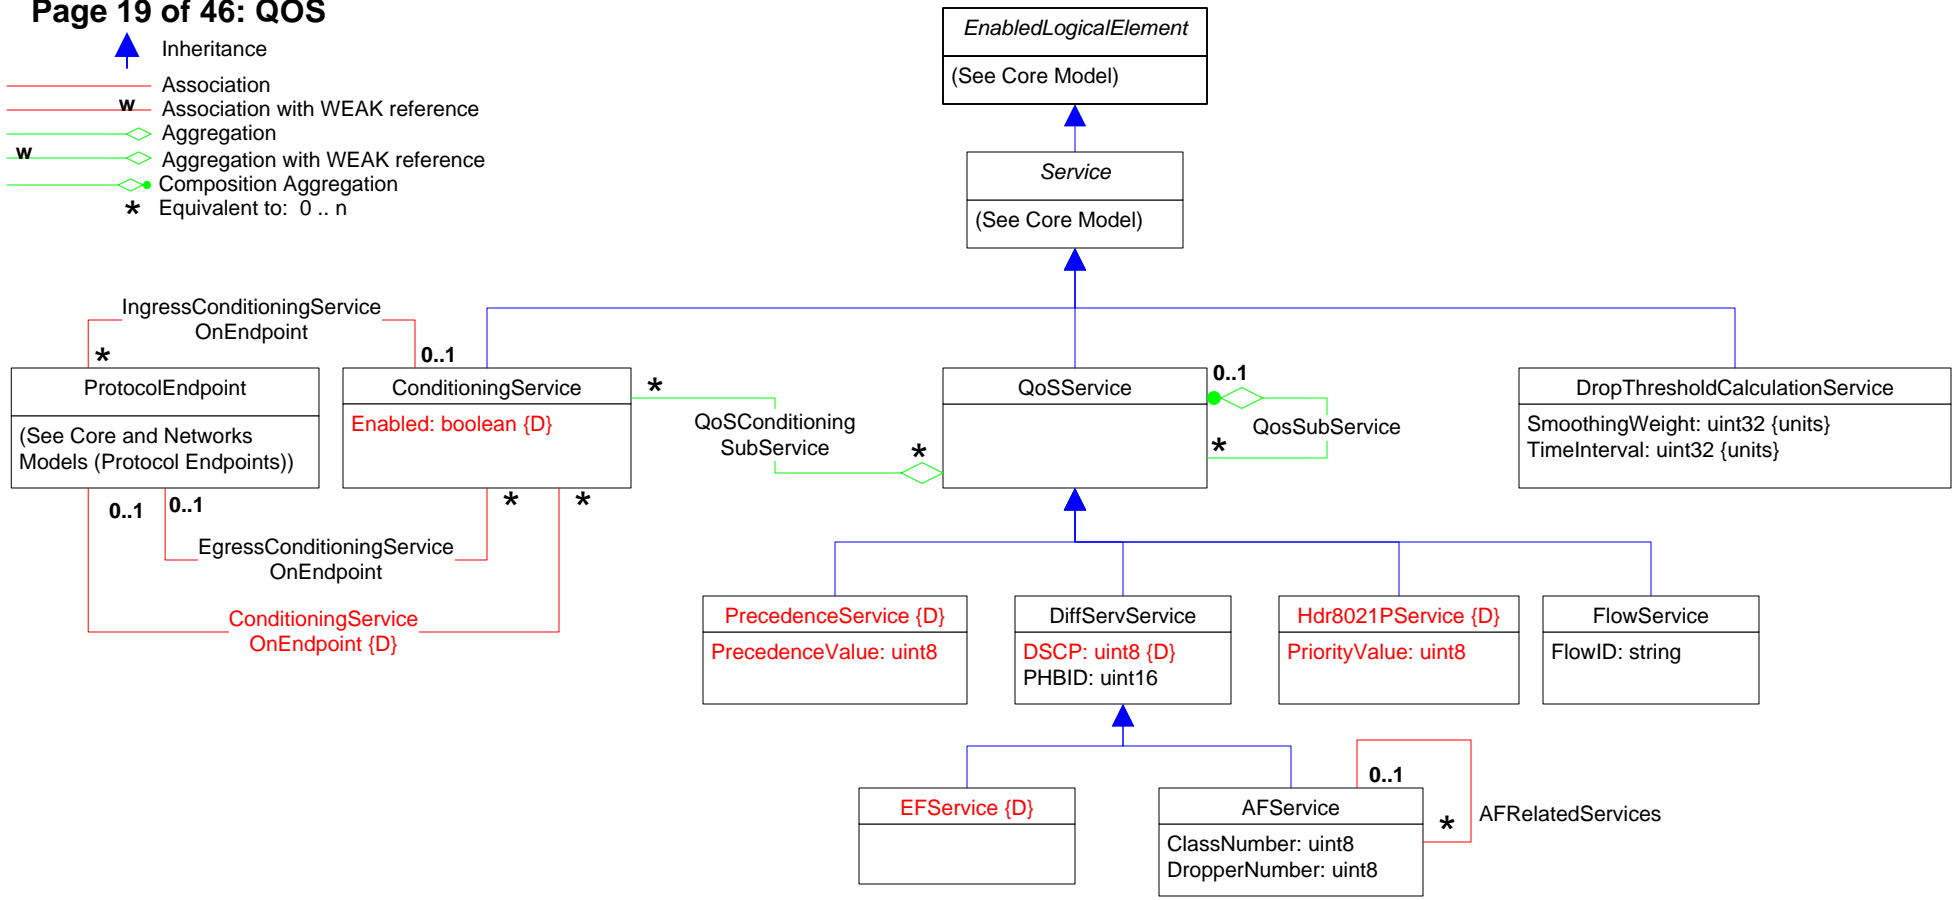 Page 19 of 46: QOS
Inheritance
Association
w
Association with WEAK reference
Aggregation
w
Aggregation with WEAK reference
Composition Aggregation
* Equivalent to: 0 .. n
EnabledLogicalElement
(See Core Model)
Service
(See Core Model)
IngressConditioningService
OnEndpoint
*
0..1
ProtocolEndpoint
(See Core and Networks
Models (Protocol Endpoints))
ConditioningService
Enabled: boolean {D}
*
QoSConditioning
SubService
*
QoSService
0..1
QosSubService
*
DropThresholdCalculationService
SmoothingWeight: uint32 {units}
TimeInterval: uint32 {units}
0..1
0..1
*
*
EgressConditioningService
OnEndpoint
ConditioningService
OnEndpoint {D}
PrecedenceService {D}
PrecedenceValue: uint8
DiffServService
DSCP: uint8 {D}
PHBID: uint16
Hdr8021PService {D}
PriorityValue: uint8
FlowService
FlowID: string
EFService {D}
AFService
ClassNumber: uint8
DropperNumber: uint8
0..1
*
AFRelatedServices